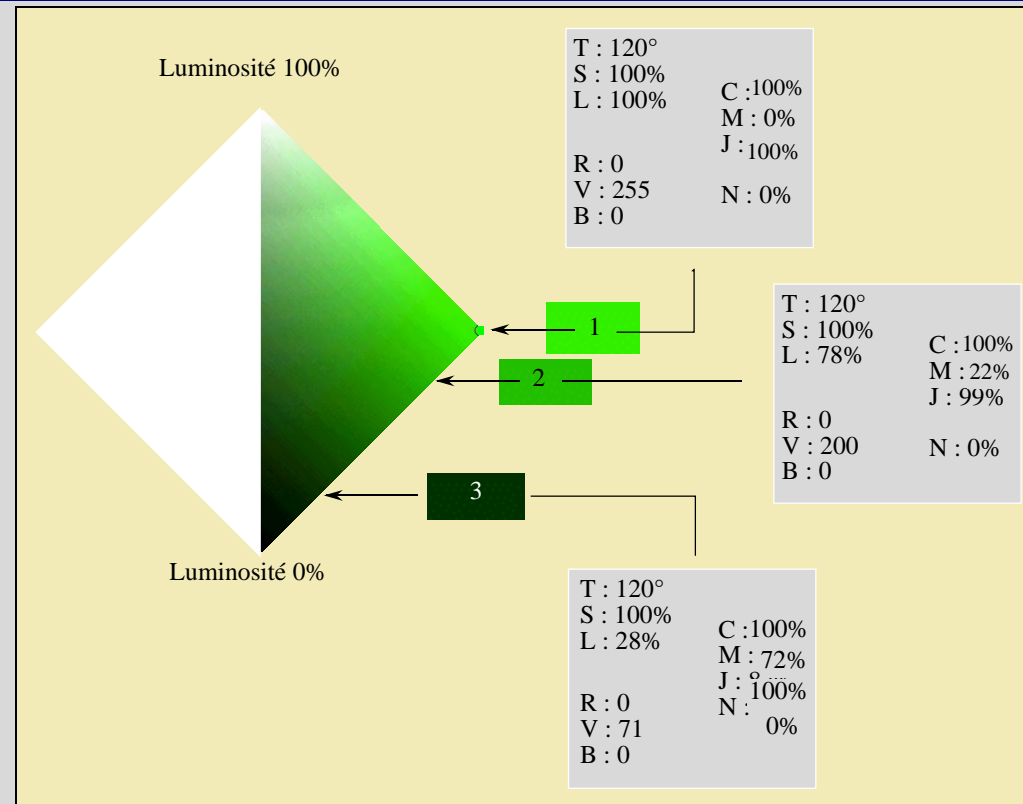 Luminosité 100%
T : 120°
S : 100%
L : 100%
C :100%
M : 0%
J :100%
R : 0
V : 255
B : 0
N : 0%
1
T : 120°
S : 100%
L : 78%
C :100%
M : 22%
J : 99%
R : 0
V : 200
B : 0
N : 0%
2
3
Luminosité 0%
T : 120°
S : 100%
L : 28%
C :100%
M : 72%
J : 100%
N : 0%
R : 0
V : 71
B : 0